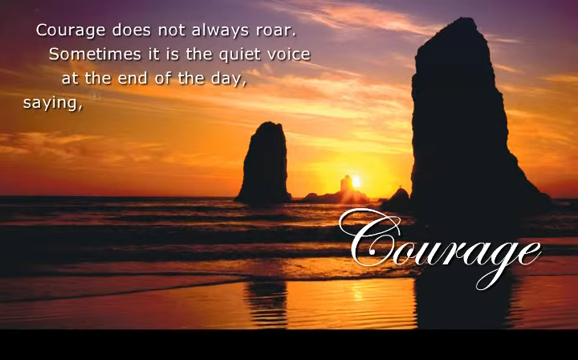 Courage does not always roar.
Sometimes it is the quiet voice
at the end of the day,
saying,
Courage